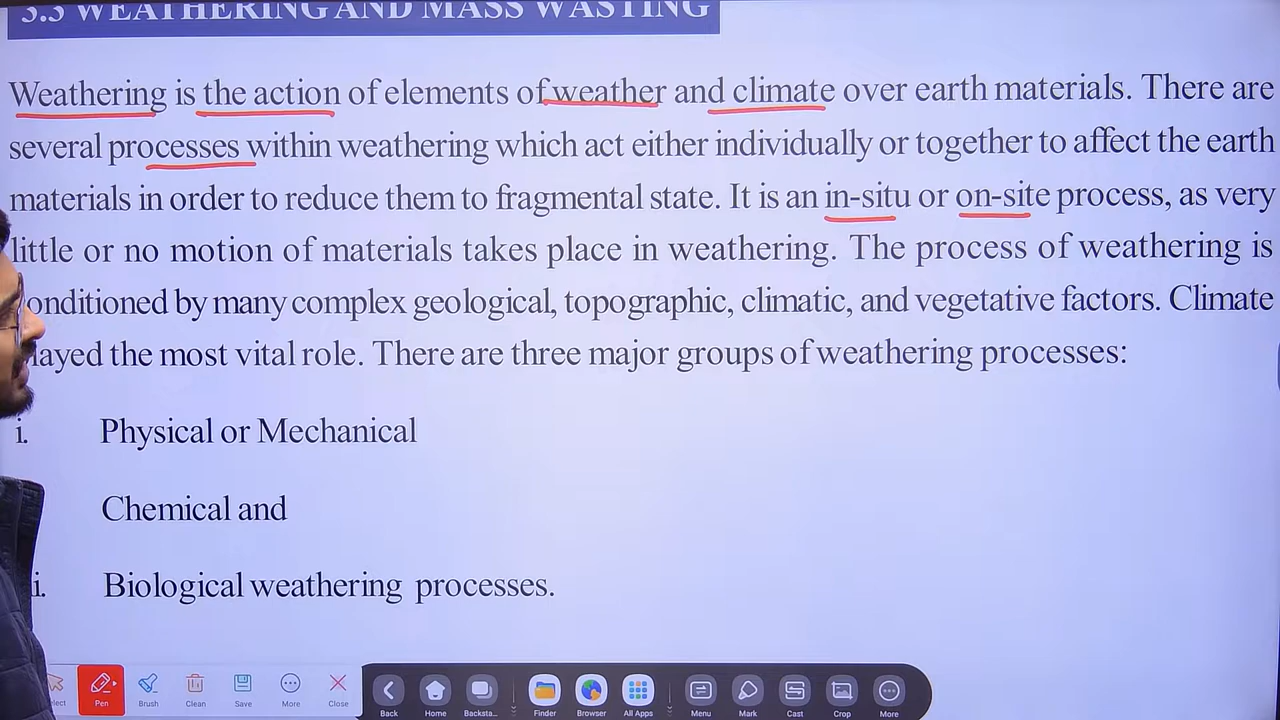 3.3 WEATHERING AND MASS WASTING
Weathering is the action of elements of weather and climate over earth materials. There are
several processes within weathering which act either individually or together to affect the earth
materials in order to reduce them to fragmental state. It is an in-situ or on-site process, as very
little or no motion of materials takes place in weathering. The process of weathering is
onditioned by many complex geological, topographic, climatic, and vegetative factors. Climate
layed the most vital role. There are three major groups of weathering processes:
i. Physical or Mechanical
Chemical and
i. Biological weathering processes.
lect Pen Brush Clean Save More Close Back Home Backsta... Finder Browser All Apps Menu Mark Cast Crop More